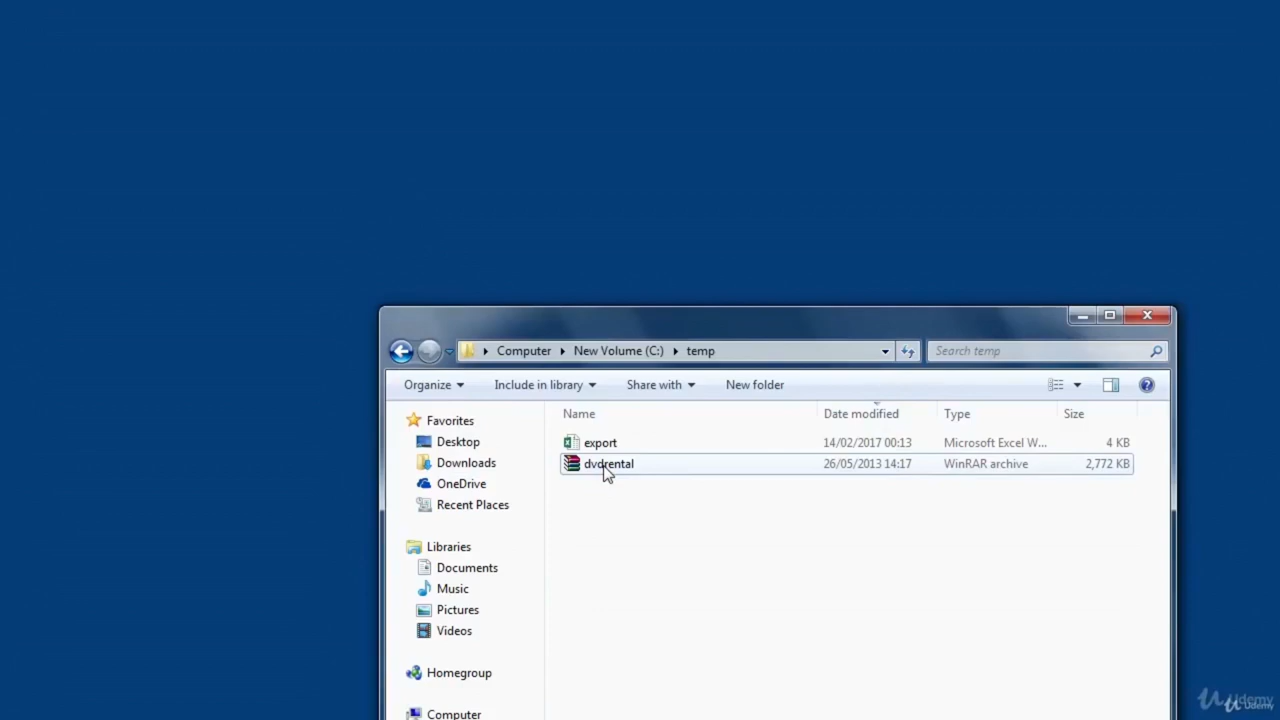 Computer New Volume (C:) temp
Search temp
Organize Include in library Share with New folder
Name Date modified Type Size
export 14/02/2017 00:13 Microsoft Excel W... 4 KB
dvdrental 26/05/2013 14:17 WinRAR archive 2,772 KB
Favorites
Desktop
Downloads
OneDrive
Recent Places
Libraries
Documents
Music
Pictures
Videos
Homegroup
Computer
Udemy
Udemy